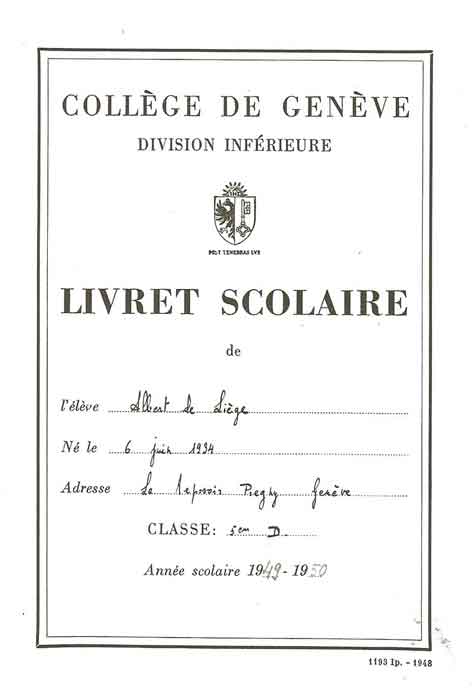 COLLÈGE DE GENÈVE
DIVISION INFÉRIEURE
POST TENEBRAS LVX
LIVRET SCOLAIRE
de
l'élève Albert de Liège
Né le 6 juin 1934
Adresse Le Genève
CLASSE: 5em D.
Année scolaire 1949-1950
1193 Ip. - 1948